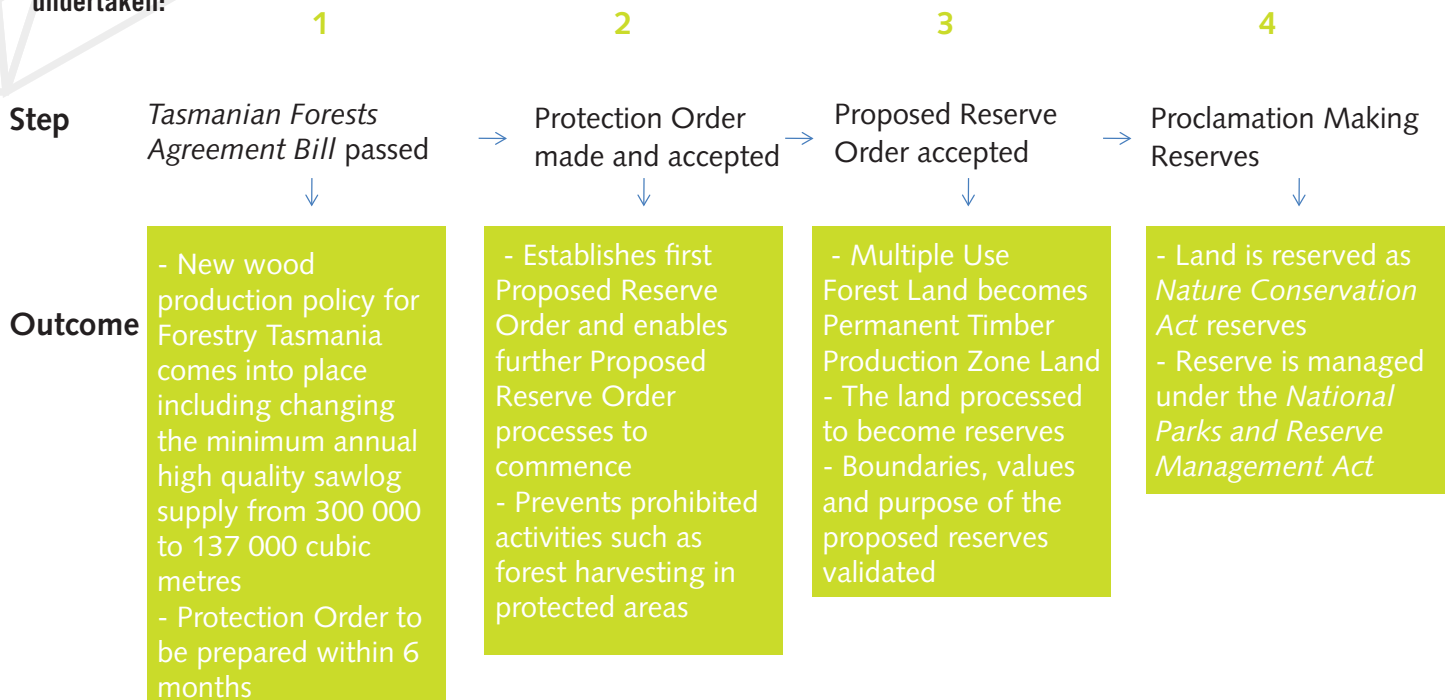 undertaken:
1 2 3 4
Step
Tasmanian Forests
Agreement Bill passed
Protection Order
made and accepted
Proposed Reserve
Order accepted
Proclamation Making
Reserves
Outcome
- New wood
production policy for
Forestry Tasmania
comes into place
including changing
the minimum annual
high quality sawlog
supply from 300 000
to 137 000 cubic
metres
- Protection Order to
be prepared within 6
months
- Establishes first
Proposed Reserve
Order and enables
further Proposed
Reserve Order
processes to
commence
- Prevents prohibited
activities such as
forest harvesting in
protected areas
- Multiple Use
Forest Land becomes
Permanent Timber
Production Zone Land
- The land processed
to become reserves
- Boundaries, values
and purpose of the
proposed reserves
validated
- Land is reserved as
Nature Conservation
Act reserves
- Reserve is managed
under the National
Parks and Reserve
Management Act